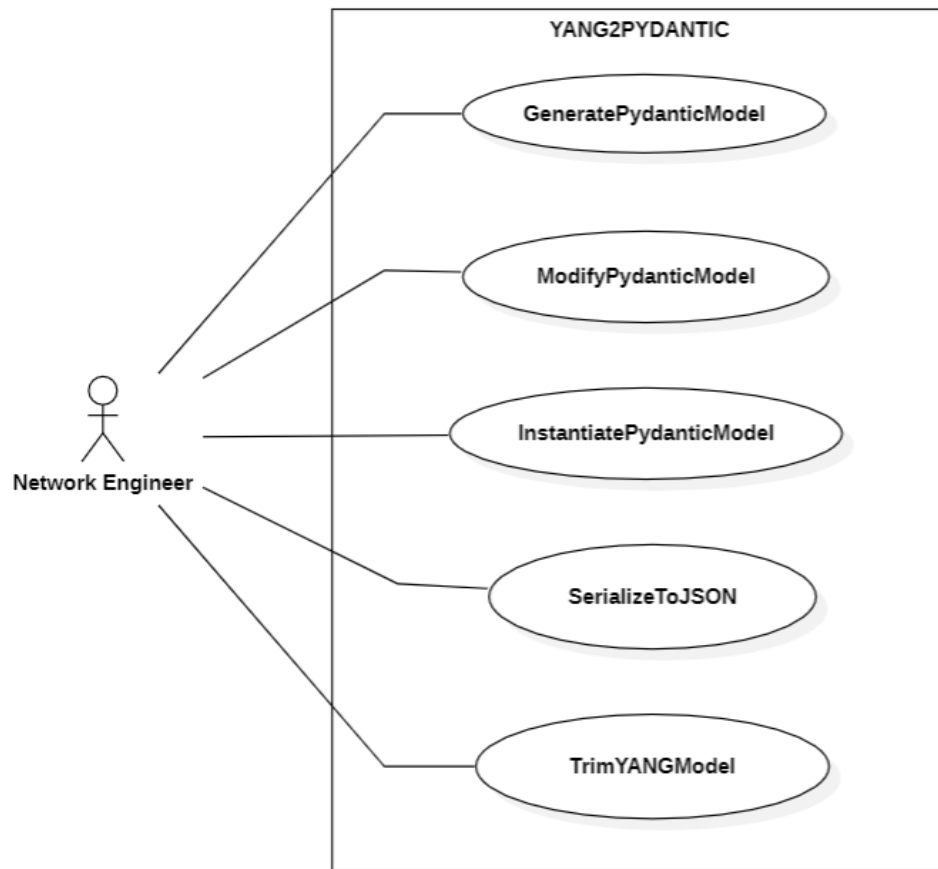 YANG2PYDANTIC
GeneratePydanticModel
ModifyPydanticModel
InstantiatePydanticModel
Network Engineer
SerializeToJSON
TrimYANGModel